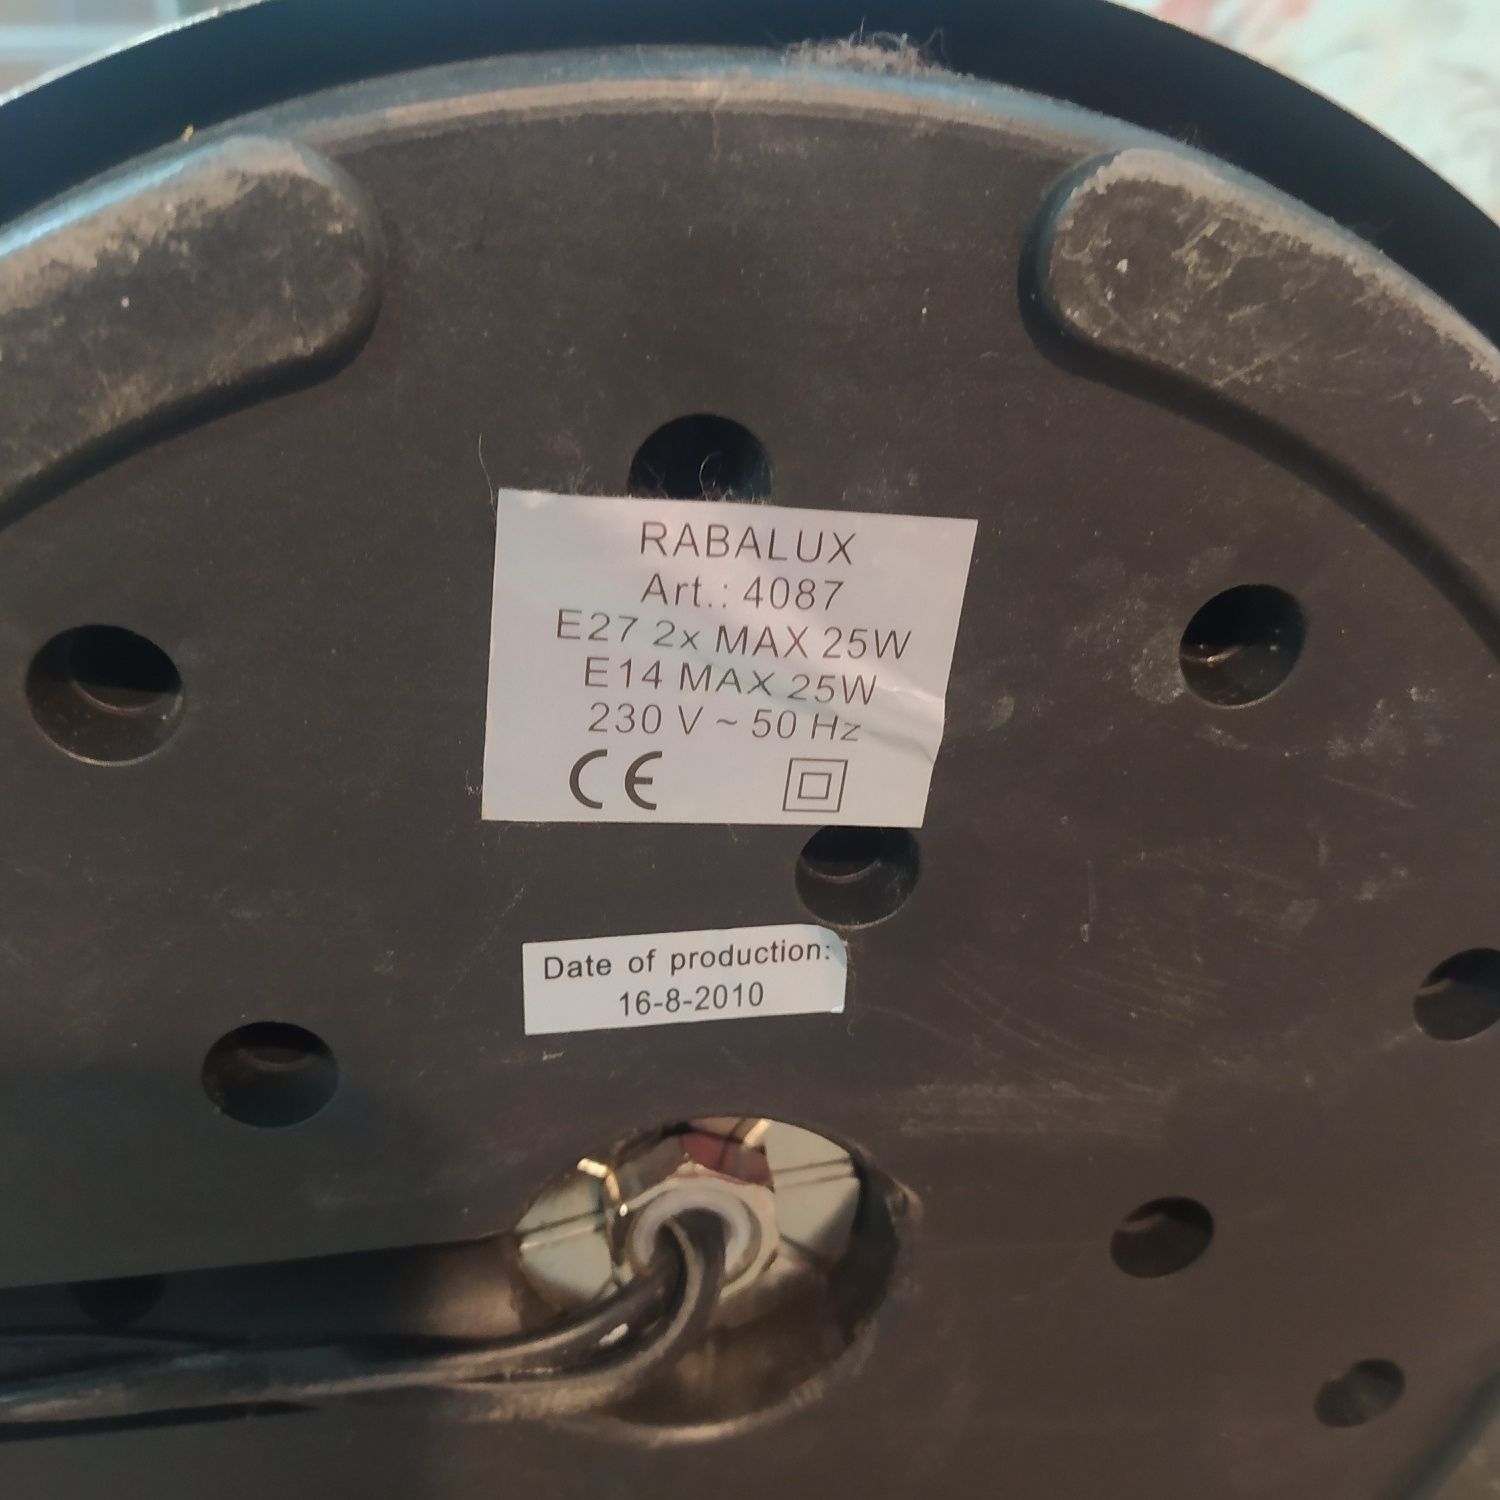 RABALUX
Art.: 4087
E27 2x MAX 25W
E14 MAX 25W
230 V ~ 50 Hz
CE
Date of production:
16-8-2010